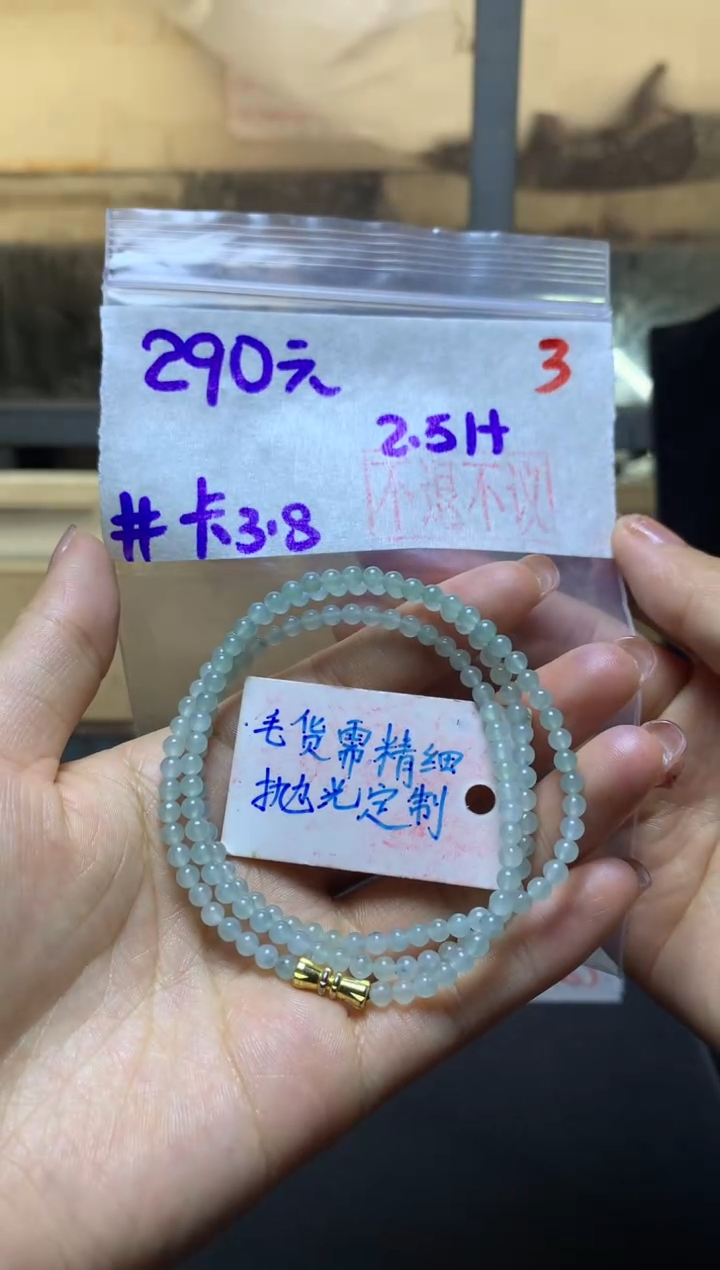 290元 3
2.5H
不退不议
# 卡3.8
毛货需精细
抛光定制